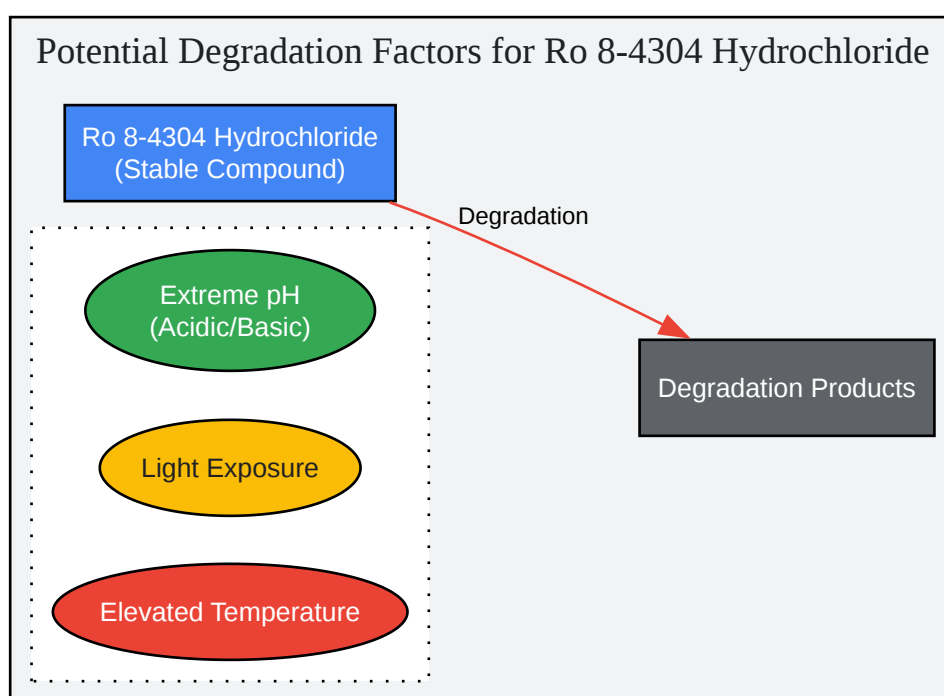 Potential Degradation Factors for Ro 8-4304 Hydrochloride
Ro 8-4304 Hydrochloride
(Stable Compound)
Degradation
Extreme pH
(Acidic/Basic)
Degradation Products
Light Exposure
Elevated Temperature